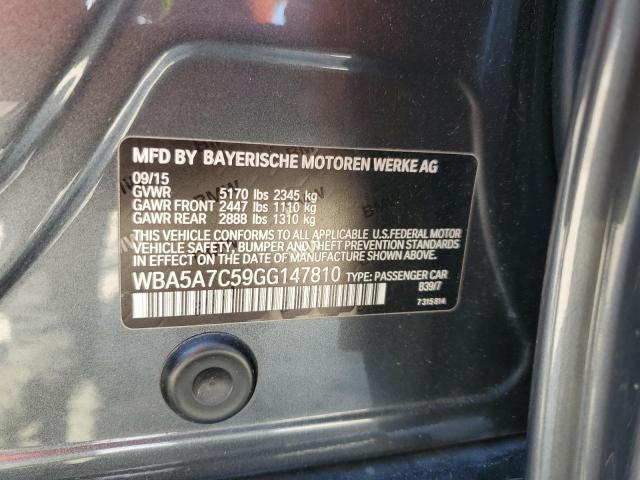 MFD BY BAYERISCHE MOTOREN WERKE AG
09/15
GVWR 5170 lbs 2345 kg
GAWR FRONT 2447 lbs 1110 kg
GAWR REAR 2888 lbs 1310 kg
THIS VEHICLE CONFORMS TO ALL APPLICABLE U.S.FEDERAL MOTOR
VEHICLE SAFETY, BUMPER AND THEFT PREVENTION STANDARDS
IN EFFECT ON THE DATE OF MANUFACTURE SHOWN ABOVE.
WBA5A7C59GG147810 TYPE: PASSENGER CAR
B39/7
7 315 814